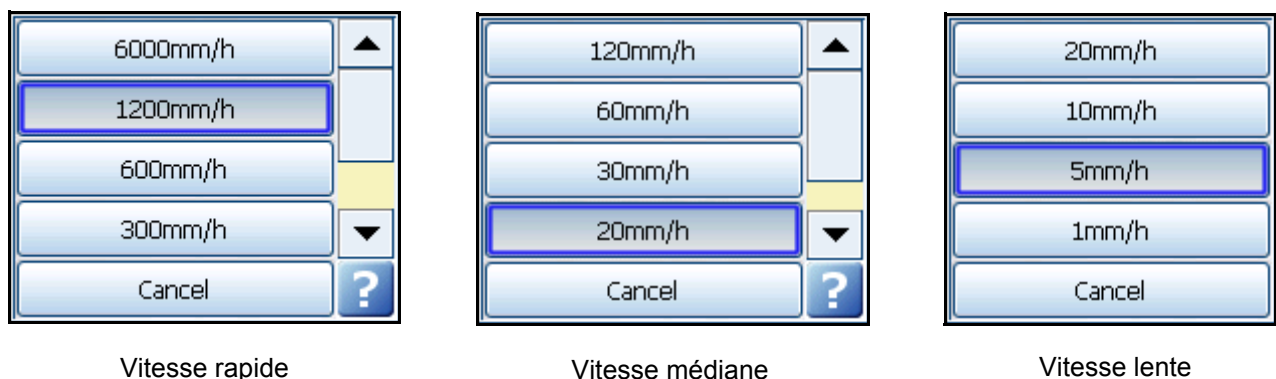 6000mm/h
1200mm/h
600mm/h
300mm/h
Cancel
?
Vitesse rapide
120mm/h
60mm/h
30mm/h
20mm/h
Cancel
?
Vitesse médiane
20mm/h
10mm/h
5mm/h
1mm/h
Cancel
Vitesse lente